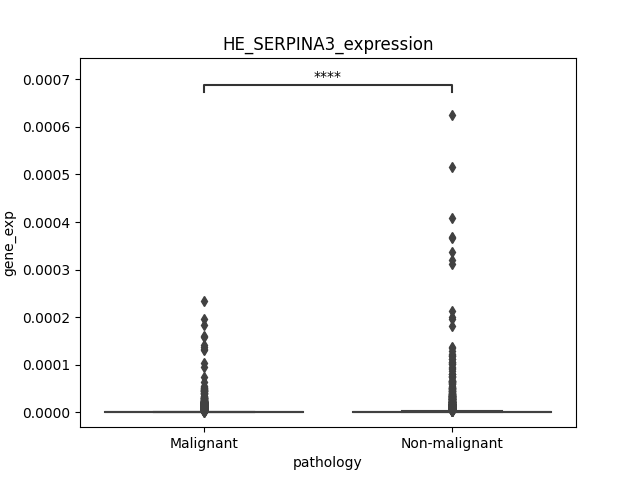 HE_SERPINA3_expression
****
0.0007
0.0006
0.0005
0.0004
0.0003
0.0002
0.0001
0.0000
gene_exp
Malignant
Non-malignant
pathology